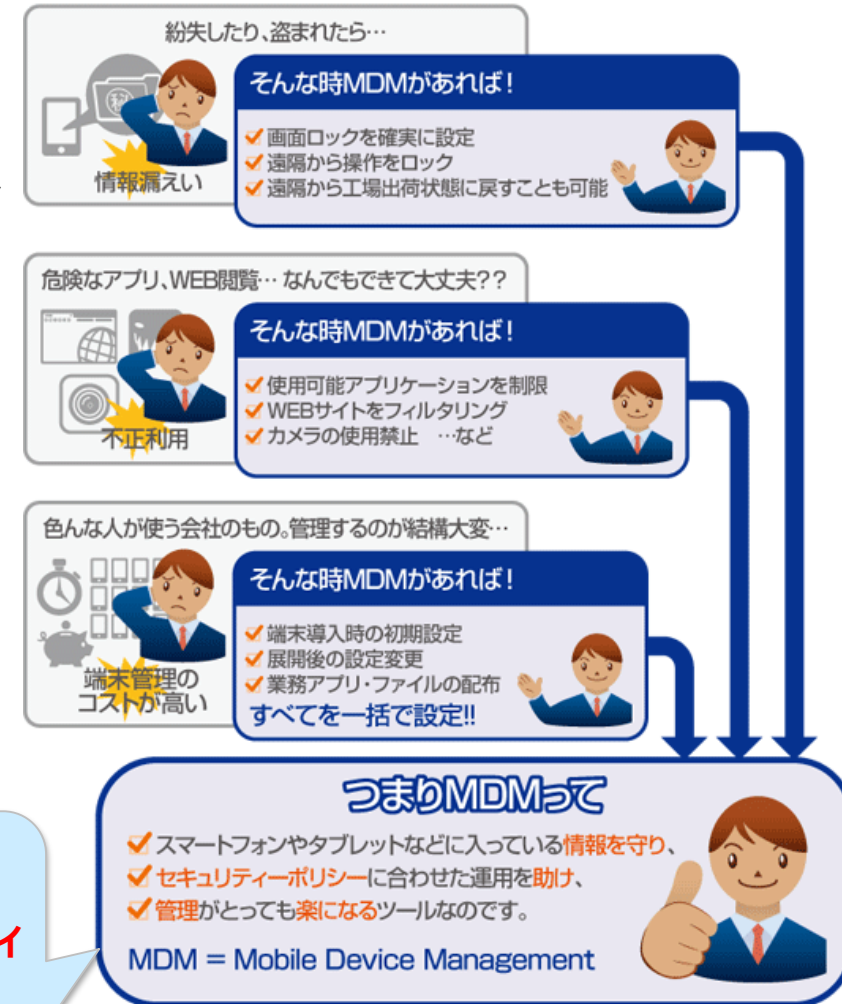 紛失したり、盗まれたら…
秘
情報漏えい
そんな時MDMがあれば！
画面ロックを確実に設定
遠隔から操作をロック
遠隔から工場出荷状態に戻すことも可能
危険なアプリ、WEB閲覧… なんでもできて大丈夫？？
不正利用
そんな時MDMがあれば！
使用可能アプリケーションを制限
WEBサイトをフィルタリング
カメラの使用禁止 …など
色んな人が使う会社のもの。管理するのが結構大変…
端末管理の
コストが高い
そんな時MDMがあれば！
端末導入時の初期設定
展開後の設定変更
業務アプリ・ファイルの配布
すべてを一括で設定!!
つまりMDMって
スマートフォンやタブレットなどに入っている情報を守り、
セキュリティーポリシーに合わせた運用を助け、
管理がとっても楽になるツールなのです。
MDM = Mobile Device Management
ィ